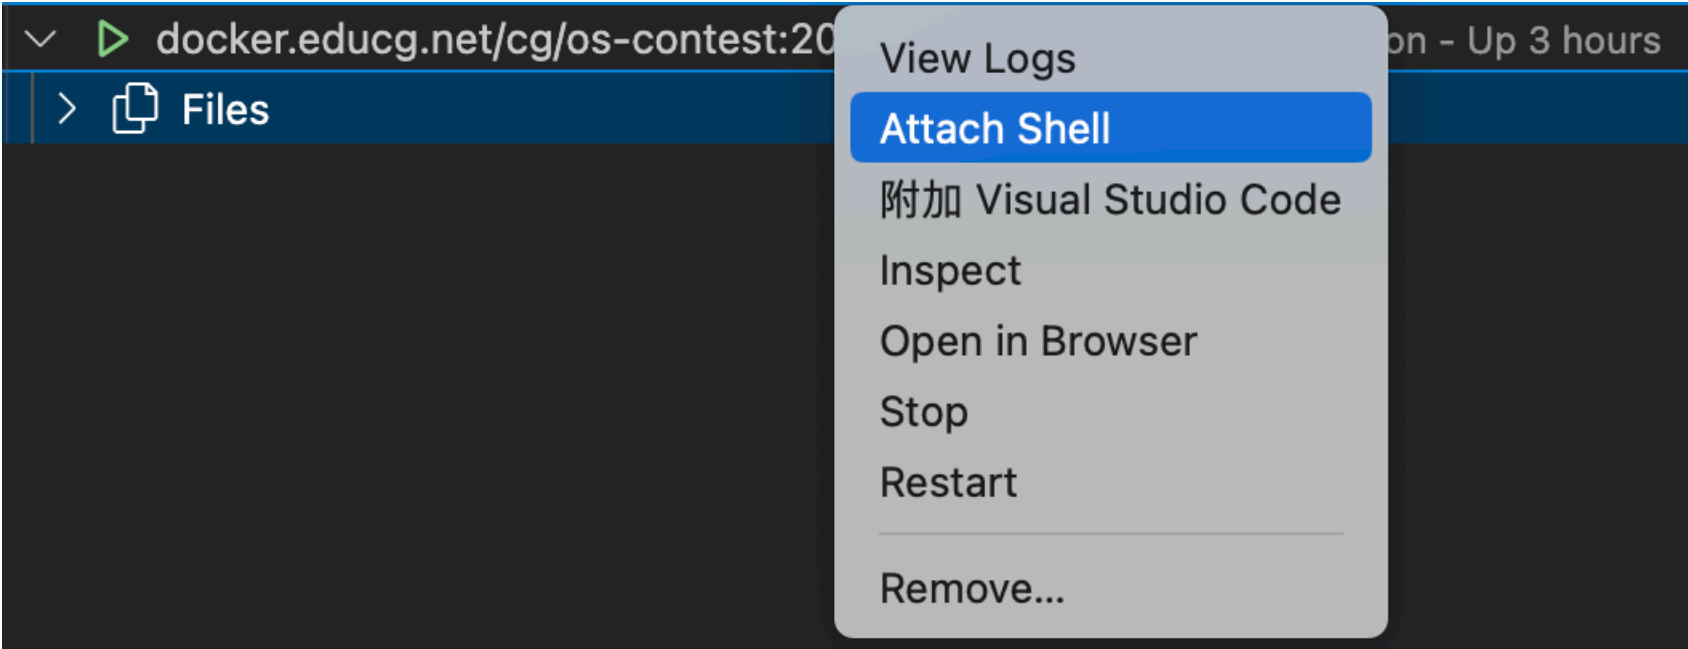 docker.educg.net/cg/os-contest:20 on - Up 3 hours
Files
View Logs
Attach Shell
附加 Visual Studio Code
Inspect
Open in Browser
Stop
Restart
Remove...